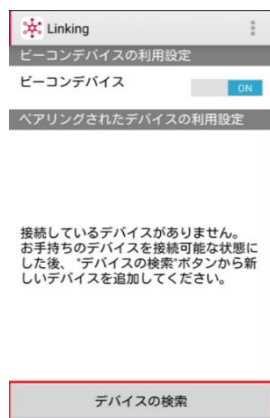 Linking
ビーコンデバイスの利用設定
ビーコンデバイス
ON
ペアリングされたデバイスの利用設定
接続しているデバイスがありません。
お手持ちのデバイスを接続可能な状態に
した後、"デバイスの検索"ボタンから新
しいデバイスを追加してください。
デバイスの検索